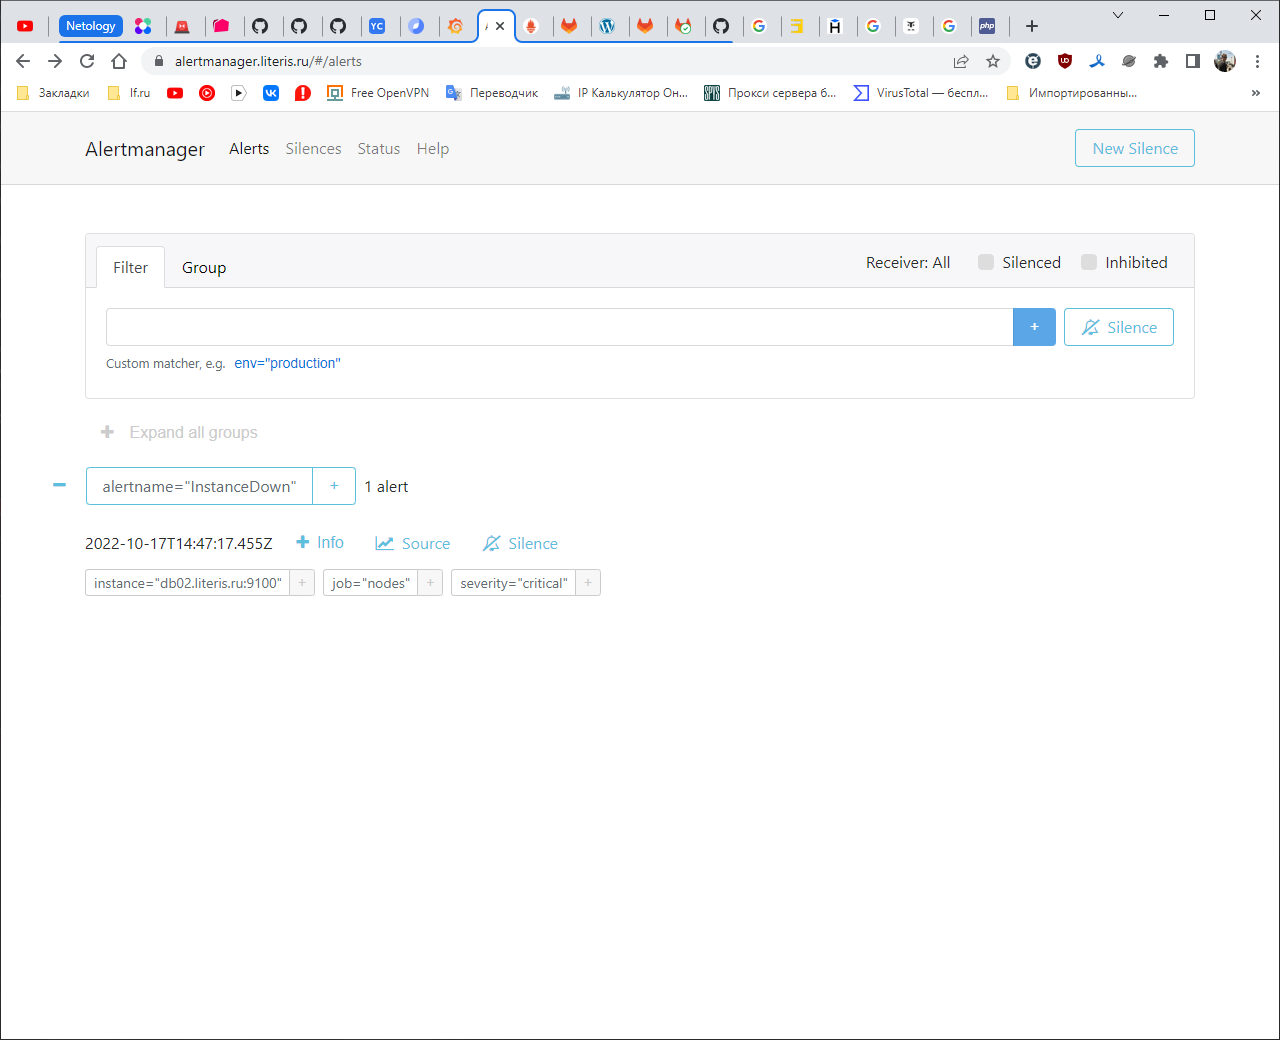 Netology
YC
A
php
alertmanager.literis.ru/#/alerts
Закладки
lf.ru
Free OpenVPN
Переводчик
IP Калькулятор Он...
Прокси сервера б...
VirusTotal — беспл...
Импортированны...
»
Alertmanager
Alerts
Silences
Status
Help
New Silence
Filter
Group
Receiver: All
Silenced
Inhibited
+
Silence
Custom matcher, e.g. env="production"
Expand all groups
alertname="InstanceDown"
+
1 alert
2022-10-17T14:47:17.455Z
Info
Source
Silence
instance="db02.literis.ru:9100"
+
job="nodes"
+
severity="critical"
+